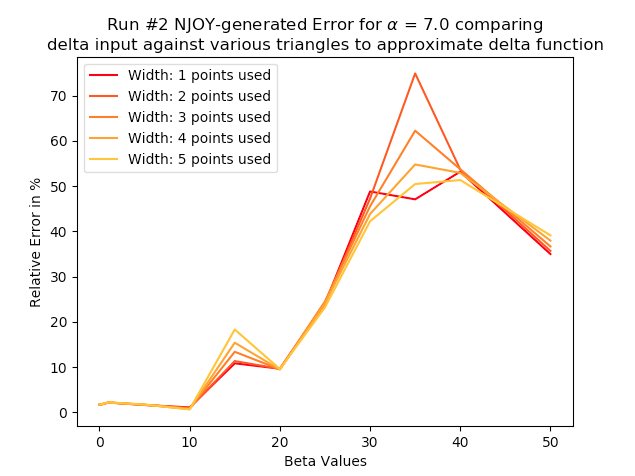 Run #2 NJOY-generated Error for α = 7.0 comparing
delta input against various triangles to approximate delta function
Width: 1 points used
Width: 2 points used
Width: 3 points used
Width: 4 points used
Width: 5 points used
Relative Error in %
70
60
50
40
30
20
10
0
0 10 20 30 40 50
Beta Values